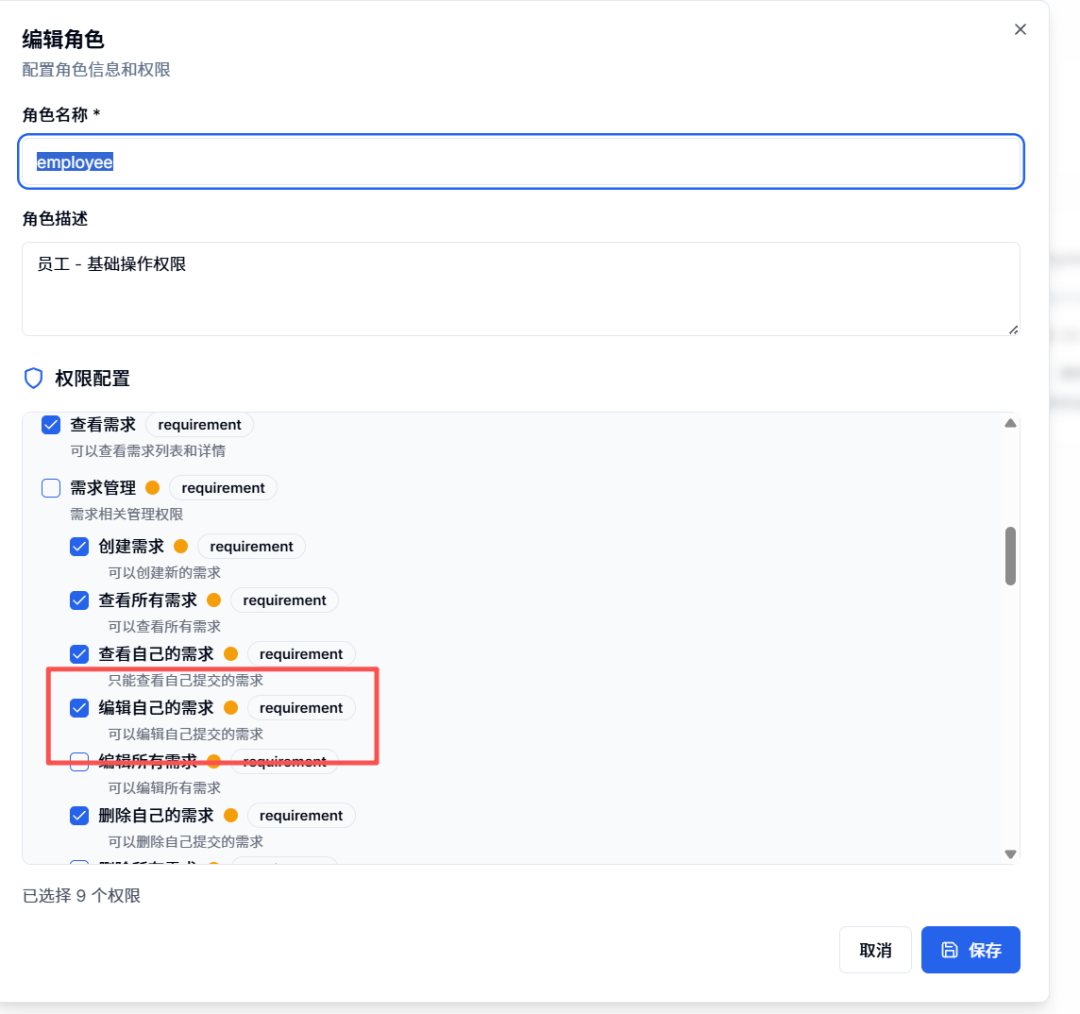 编辑角色
配置角色信息和权限
角色名称 *
employee
角色描述
员工 - 基础操作权限
权限配置
查看需求 requirement
可以查看需求列表和详情
需求管理 requirement
需求相关管理权限
创建需求 requirement
可以创建新的需求
查看所有需求 requirement
可以查看所有需求
查看自己的需求 requirement
只能查看自己提交的需求
编辑自己的需求 requirement
可以编辑自己提交的需求
编辑所有需求 requirement
可以编辑所有需求
删除自己的需求 requirement
可以删除自己提交的需求
已选择 9 个权限
取消
保存